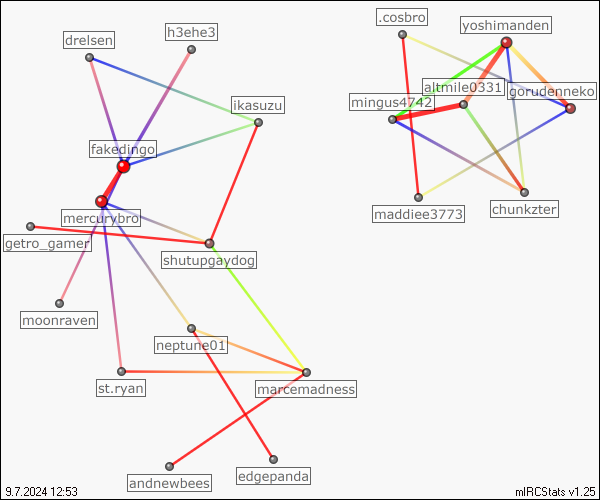 .cosbro
yoshimanden
drelsen
h3ehe3
altmile0331
gorudenneko
ikasuzu
mingus4742
fakedingo
mercurybro
chunkzter
maddiee3773
getro_gamer
shutupgaydog
moonraven
neptune01
st.ryan
marcemadness
andnewbees
edgepanda
9.7.2024 12:53
mIRCStats v1.25